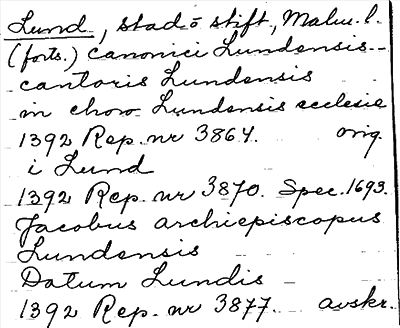 Lund, stad o stift, Malm. l.
(forts.) canonici Lundensis --
cantoris Lundensis
in choro Lundensis ecclesie
1392 Rep. nr 3864. orig.
i Lund
1392 Rep. nr 3870. Spec. 1693.
Jacobus archiepiscopus
Lundensis
Datum Lundis
1392 Rep. nr 3877. avskr.